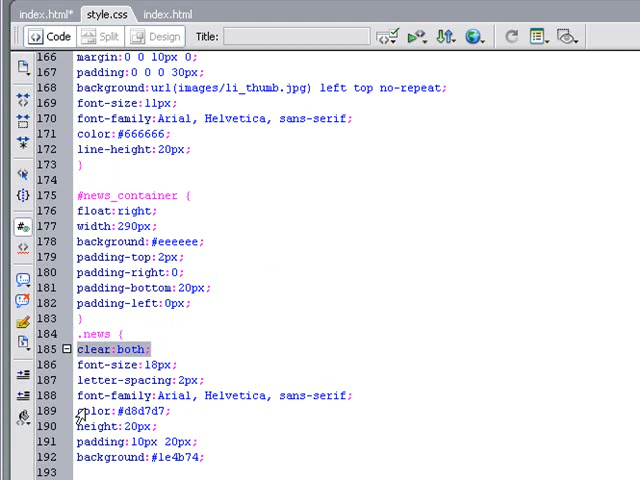 index.html* style.css index.html
Code Split Design Title:
166 margin:0 0 10px 0;
167 padding:0 0 0 30px;
168 background:url(images/li_thumb.jpg) left top no-repeat;
169 font-size:11px;
170 font-family:Arial, Helvetica, sans-serif;
171 color:#666666;
172 line-height:20px;
173 }
174
175 #news_container {
176 float:right;
177 width:290px;
178 background:#eeeeee;
179 padding-top:2px;
180 padding-right:0;
181 padding-bottom:20px;
182 padding-left:0px;
183 }
184 .news {
185 clear:both;
186 font-size:18px;
187 letter-spacing:2px;
188 font-family:Arial, Helvetica, sans-serif;
189 color:#d8d7d7;
190 height:20px;
191 padding:10px 20px;
192 background:#1e4b74;
193